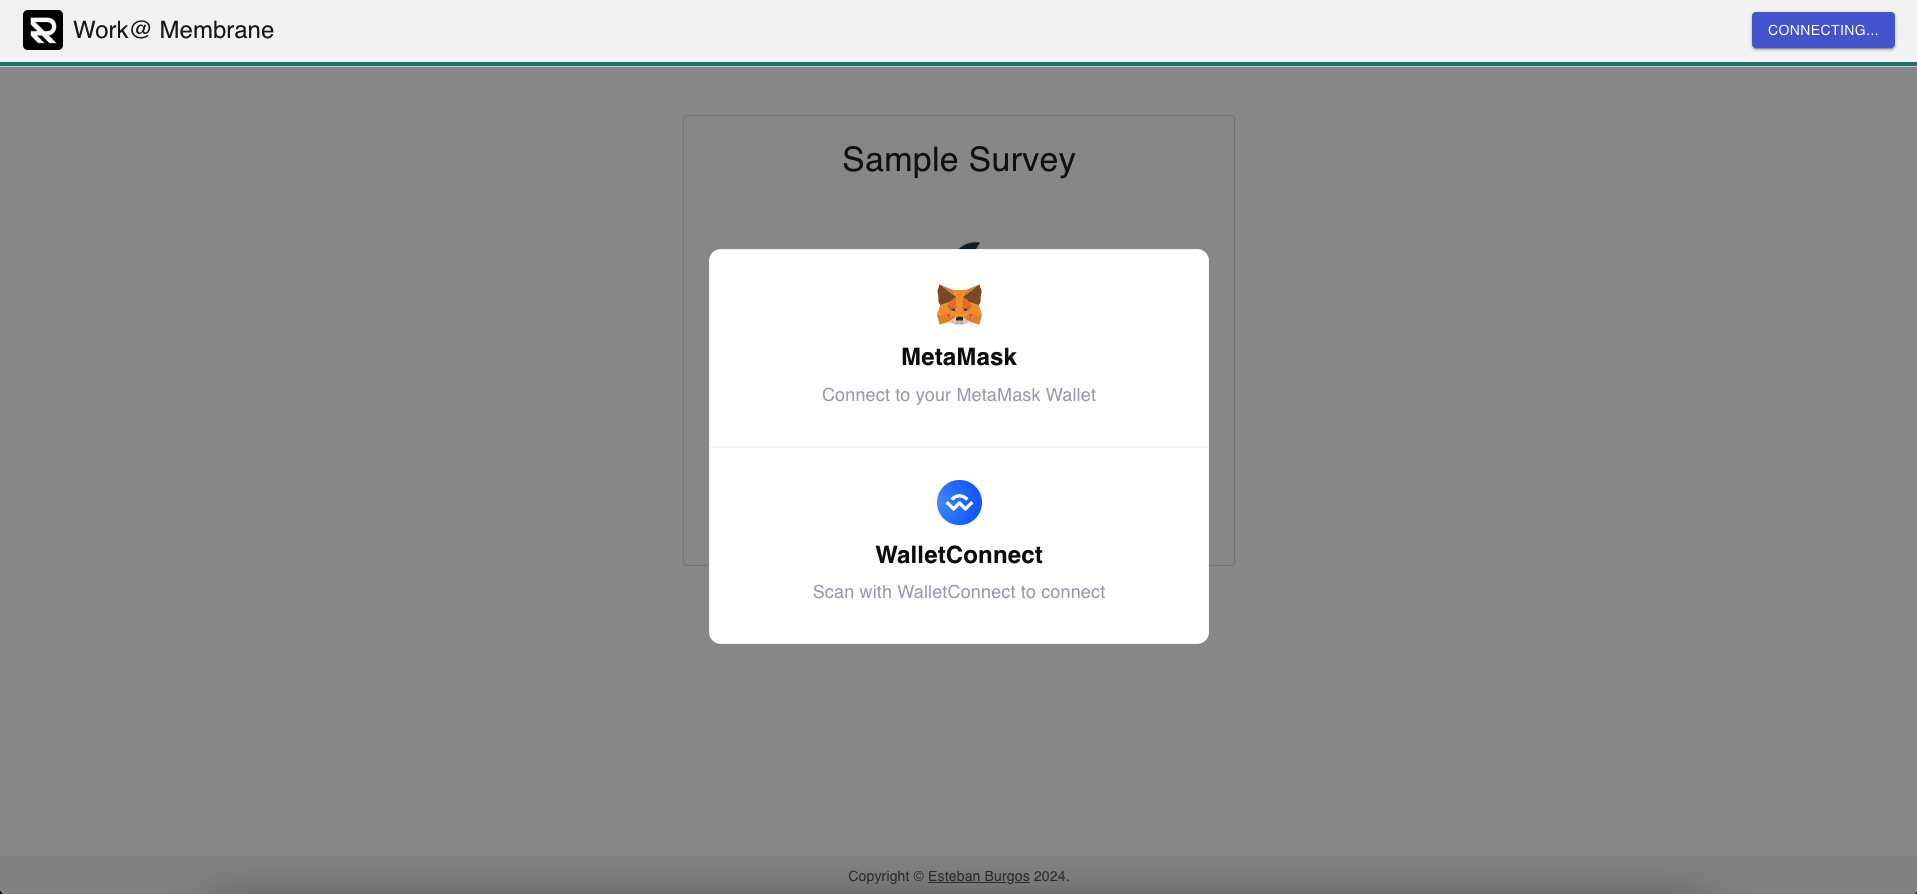 Work@ Membrane
CONNECTING...
Sample Survey
MetaMask
Connect to your MetaMask Wallet
WalletConnect
Scan with WalletConnect to connect
Copyright © Esteban Burgos 2024.